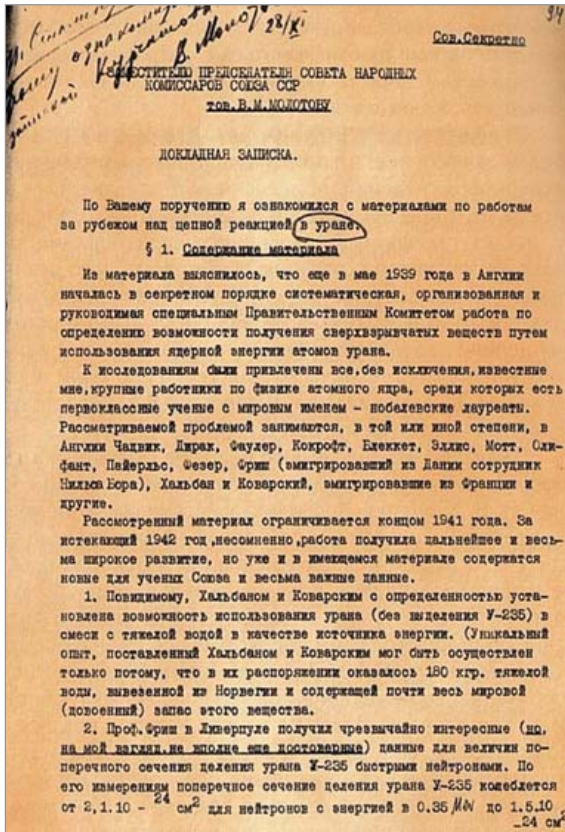 94
т. Сталину
Прошу ознакомиться
запиской Курчатова
В. Молотов
28/XI
Сов.Секретно
ЗАМЕСТИТЕЛЮ ПРЕДСЕДАТЕЛЯ СОВЕТА НАРОДНЫХ
КОМИССАРОВ СОЮЗА ССР
тов.В.М.МОЛОТОВУ
ДОКЛАДНАЯ ЗАПИСКА.
По Вашему поручению я ознакомился с материалами по работам
за рубежом над цепной реакцией в уране.
§ 1. Содержание материала
Из материала выяснилось, что еще в мае 1939 года в Англии
началась в секретном порядке систематическая, организованная и
руководимая специальным Правительственным Комитетом работа по
определению возможности получения сверхвзрывчатых веществ путем
использования ядерной энергии атомов урана.
К исследованиям были привлечены все,без исключения,известные
мне,крупные работники по физике атомного ядра, среди которых есть
первоклассные ученые с мировым именем - нобелевские лауреаты.
Рассматриваемой проблемой занимаются, в той или иной степени, в
Англии Чадвик, Дирак, Фаулер, Кокрофт, Блеккет, Эллис, Мотт, Оли-
фант, Пайерльс, Фезер, Фриш (эмигрировавший из Дании сотрудник
Нильса Бора), Хальбан и Коварский, эмигрировавшие из Франции и
другие.
Рассмотренный материал ограничивается концом 1941 года. За
истекающий 1942 год,несомненно,работа получила дальнейшее и весь-
ма широкое развитие, но уже и в имеющемся материале содержатся
новые для ученых Союза и весьма важные данные.
1. Повидимому, Хальбаном и Коварским с определенностью уста-
новлена возможность использования урана (без выделения У-235) в
смеси с тяжелой водой в качестве источника энергии. (Уникальный
опыт, поставленный Хальбаном и Коварским мог быть осуществлен
только потому, что в их распоряжении оказалось 180 кгр. тяжелой
воды, вывезенной из Норвегии и содержащей почти весь мировой
(довоенный) запас этого вещества.
2. Проф.Фриш в Ливерпуле получил чрезвычайно интересные (но,
на мой взгляд,не вполне еще достоверные) данные для величин по-
перечного сечения деления урана У-235 быстрыми нейтронами. По
его измерениям поперечное сечение деления урана У-235 колеблется
от 2,1.10 - 24 см2 для нейтронов с энергией в 0.35 Mev до 1.5.10
-24 см2